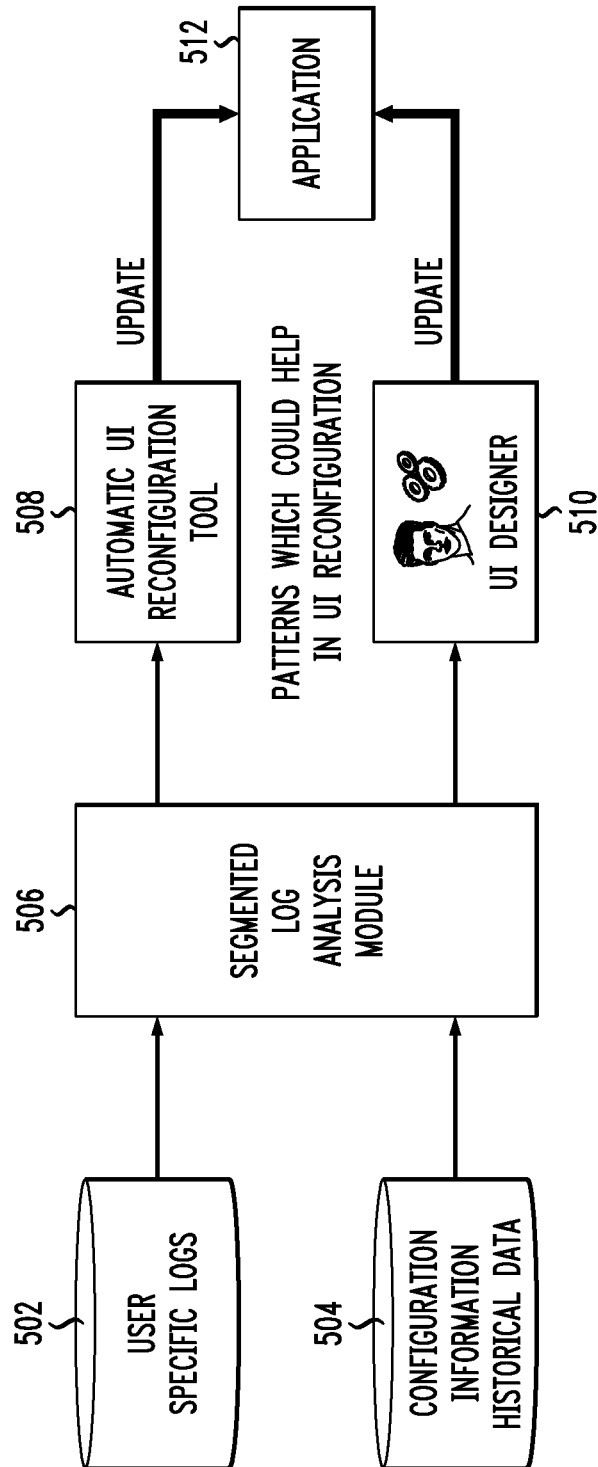 502
USER
SPECIFIC LOGS
504
CONFIGURATION
INFORMATION
HISTORICAL DATA
506
SEGMENTED
LOG
ANALYSIS
MODULE
508
AUTOMATIC UI
RECONFIGURATION
TOOL
PATTERNS WHICH COULD HELP
IN UI RECONFIGURATION
UI DESIGNER
510
UPDATE
UPDATE
512
APPLICATION